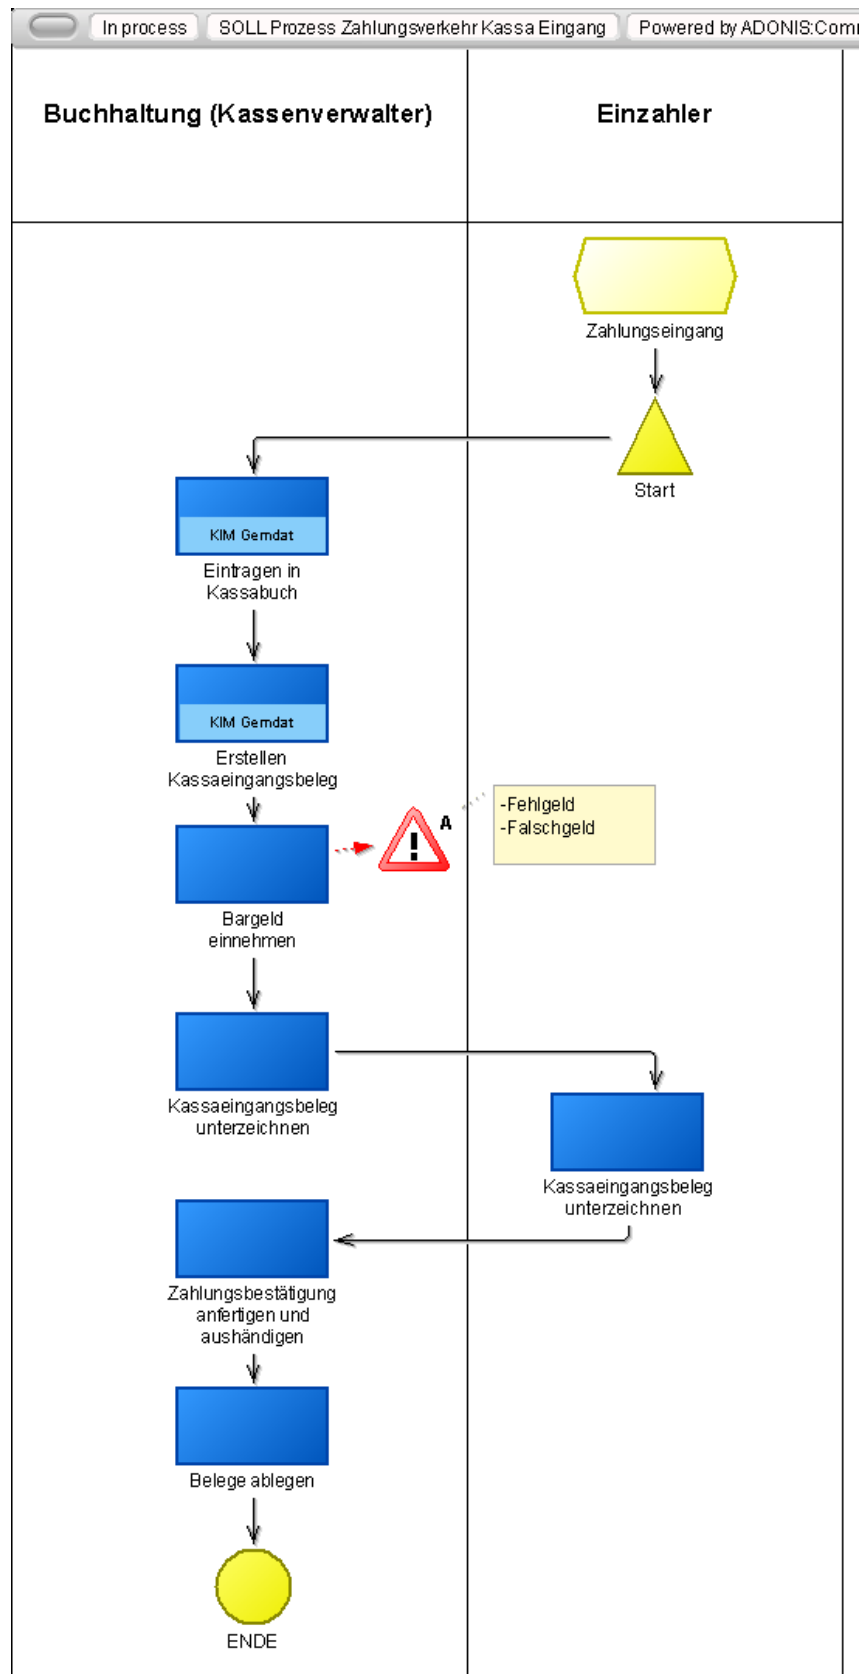 In process
SOLL Prozess Zahlungsverkehr Kassa Eingang
Powered by ADONIS:Com
Buchhaltung (Kassenverwalter)
Einzahler
Zahlungseingang
Start
KIM Gemdat
Eintragen in
Kassabuch
KIM Gemdat
Erstellen
Kassaeingangsbeleg
A
-Fehlgeld
-Falschgeld
Bargeld
einnehmen
Kassaeingangsbeleg
unterzeichnen
Kassaeingangsbeleg
unterzeichnen
Zahlungsbestätigung
anfertigen und
aushändigen
Belege ablegen
ENDE